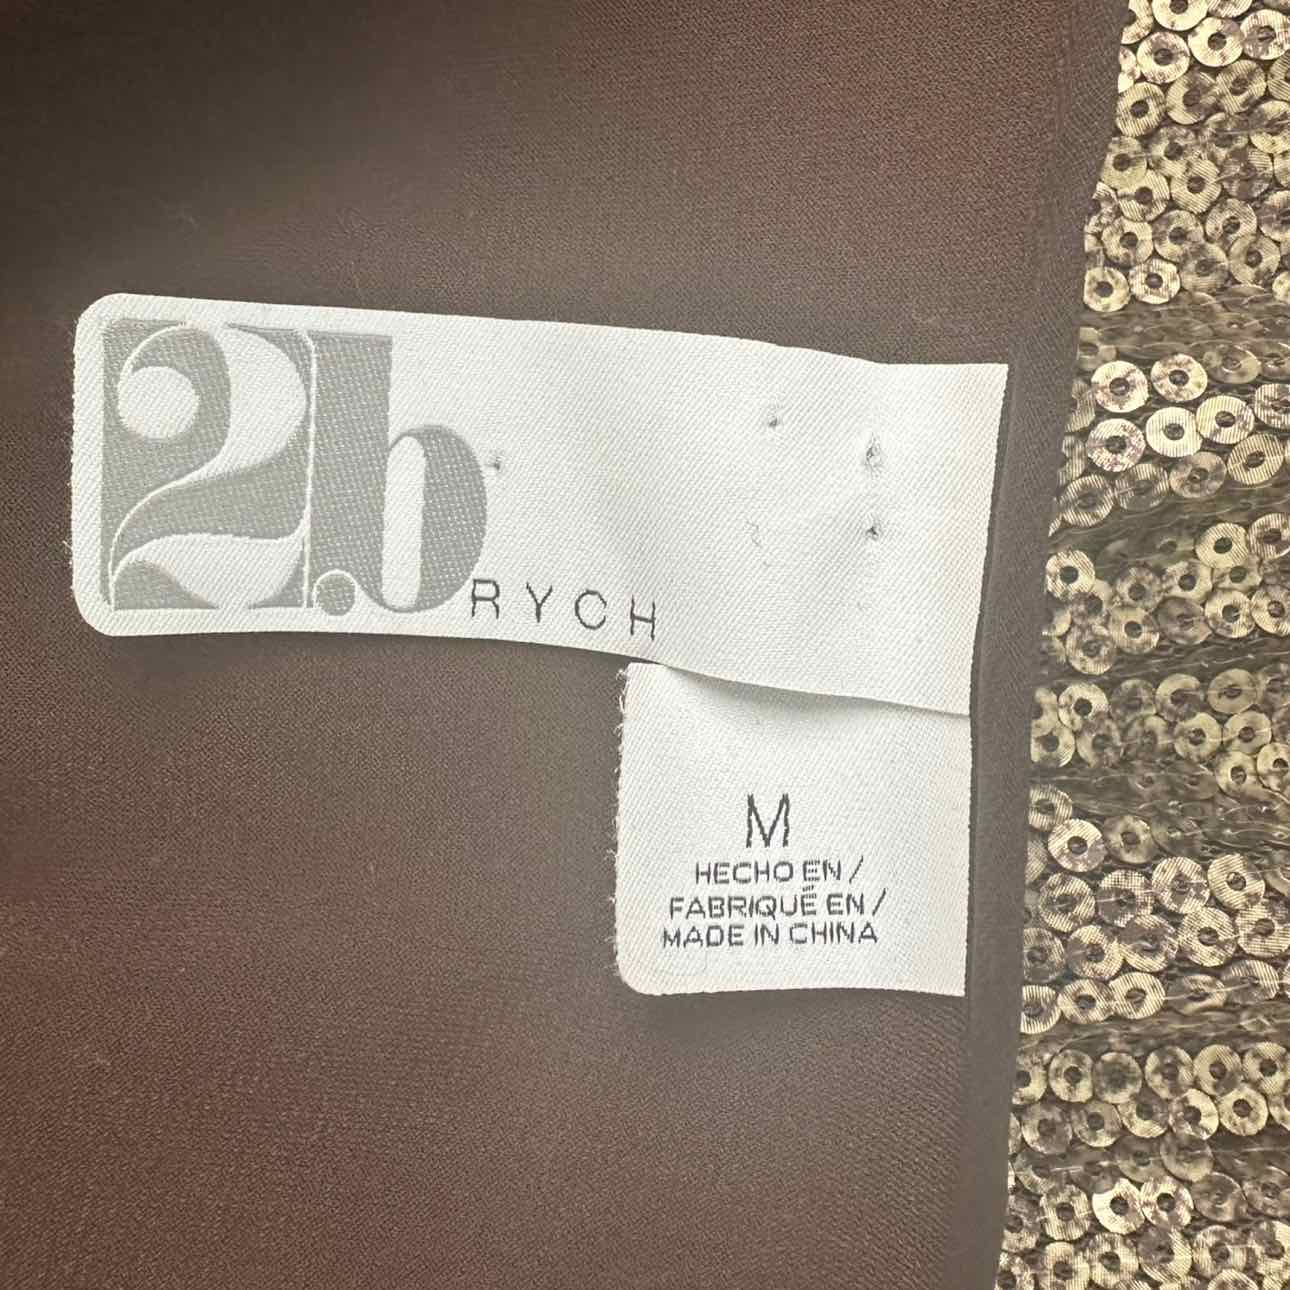 2.b
RYCH
M
HECHO EN /
FABRIQUÉ EN /
MADE IN CHINA